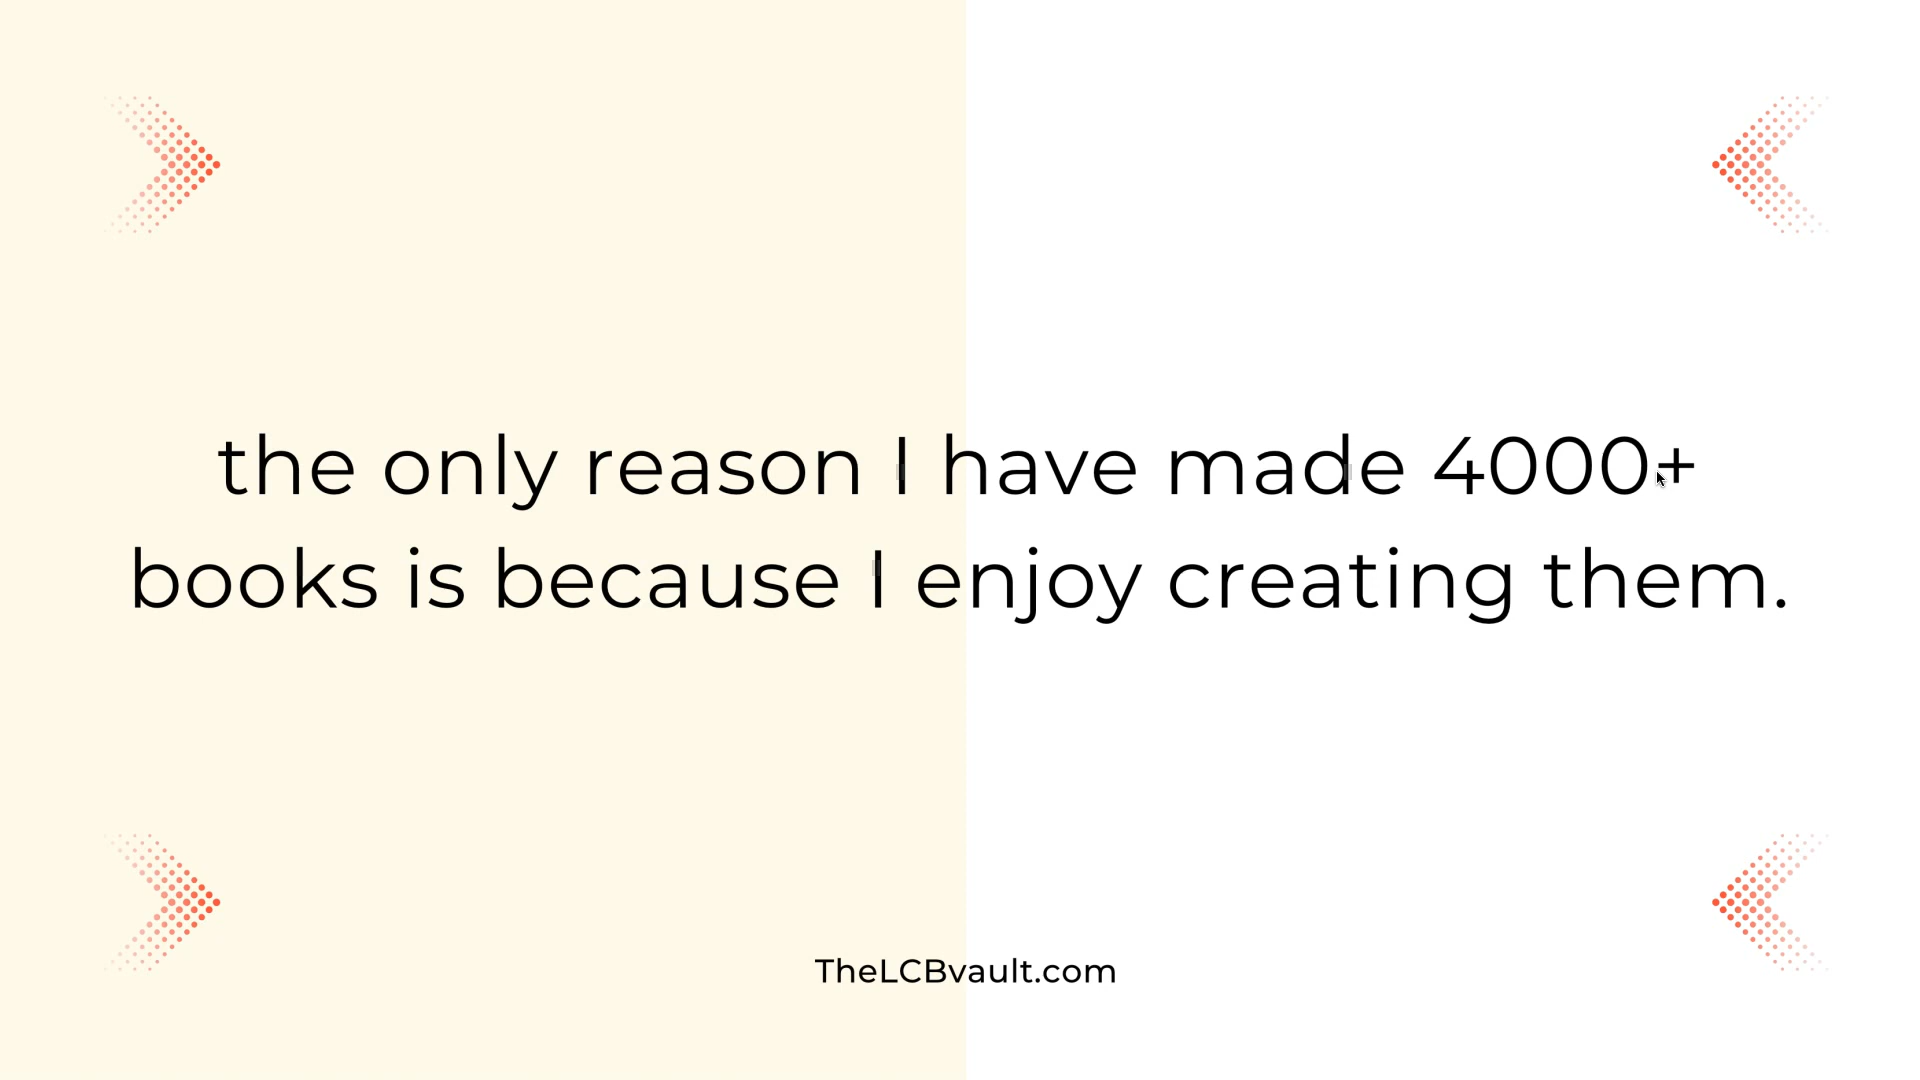 the only reason I have made 4000+
books is because I enjoy creating them.
TheLCBvault.com